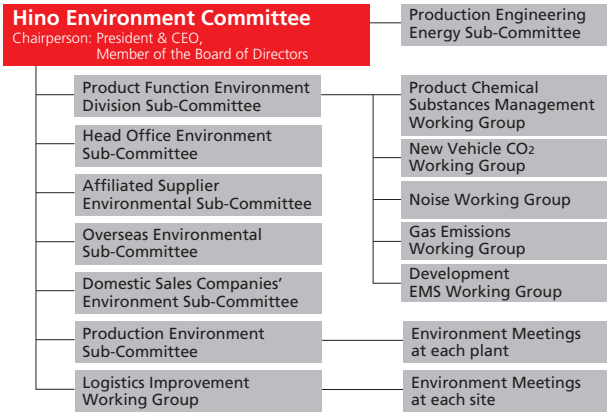 Hino Environment Committee
Chairperson: President & CEO,
Member of the Board of Directors
Production Engineering
Energy Sub-Committee
Product Function Environment
Division Sub-Committee
Product Chemical
Substances Management
Working Group
New Vehicle CO2
Working Group
Noise Working Group
Gas Emissions
Working Group
Development
EMS Working Group
Head Office Environment
Sub-Committee
Affiliated Supplier
Environmental Sub-Committee
Overseas Environmental
Sub-Committee
Domestic Sales Companies’
Environment Sub-Committee
Production Environment
Sub-Committee
Environment Meetings
at each plant
Logistics Improvement
Working Group
Environment Meetings
at each site